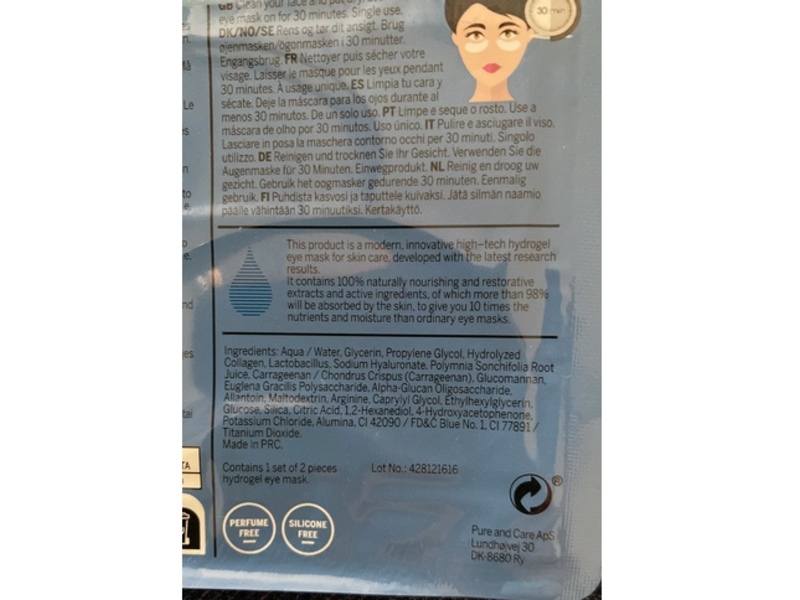 GB Clean your face and pat dry.
eye mask on for 30 minutes. Single use.
DK/NO/SE Rens og tør dit ansigt. Brug
øjenmasken/ögonmasken i 30 minutter.
Engangsbrug. FR Nettoyer puis sécher votre
visage. Laisser le masque pour les yeux pendant
30 minutes. À usage unique. ES Limpia tu cara y
sécate. Deje la máscara para los ojos durante al
menos 30 minutos. De un solo uso. PT Limpe e seque o rosto. Use a
máscara de olho por 30 minutos. Uso único. IT Pulire e asciugare il viso.
Lasciare in posa la maschera contorno occhi per 30 minuti. Singolo
utilizzo. DE Reinigen und trocknen Sie Ihr Gesicht. Verwenden Sie die
Augenmaske für 30 Minuten. Einwegprodukt. NL Reinig en droog uw
gezicht. Gebruik het oogmasker gedurende 30 minuten. Eenmalig
gebruik. FI Puhdista kasvosi ja taputtele kuivaksi. Jätä silmän naamio
päälle vähintään 30 minuutiksi. Kertakäyttö.
30 min
This product is a modern, innovative high-tech hydrogel
eye mask for skin care, developed with the latest research
results.
It contains 100% naturally nourishing and restorative
extracts and active ingredients, of which more than 98%
will be absorbed by the skin, to give you 10 times the
nutrients and moisture than ordinary eye masks.
Ingredients: Aqua / Water, Glycerin, Propylene Glycol, Hydrolyzed
Collagen, Lactobacillus, Sodium Hyaluronate, Polymnia Sonchifolia Root
Juice, Carrageenan / Chondrus Crispus (Carrageenan), Glucomannan,
Euglena Gracilis Polysaccharide, Alpha-Glucan Oligosaccharide,
Allantoin, Maltodextrin, Arginine, Caprylyl Glycol, Ethylhexylglycerin,
Glucose, Silica, Citric Acid, 1,2-Hexanediol, 4-Hydroxyacetophenone,
Potassium Chloride, Alumina, CI 42090 / FD&C Blue No. 1, CI 77891 /
Titanium Dioxide.
Made in PRC.
Contains 1 set of 2 pieces
hydrogel eye mask.
Lot No.: 428121616
PERFUME
FREE
SILICONE
FREE
®
Pure and Care ApS
Lundhøjvej 30
DK-8680 Ry